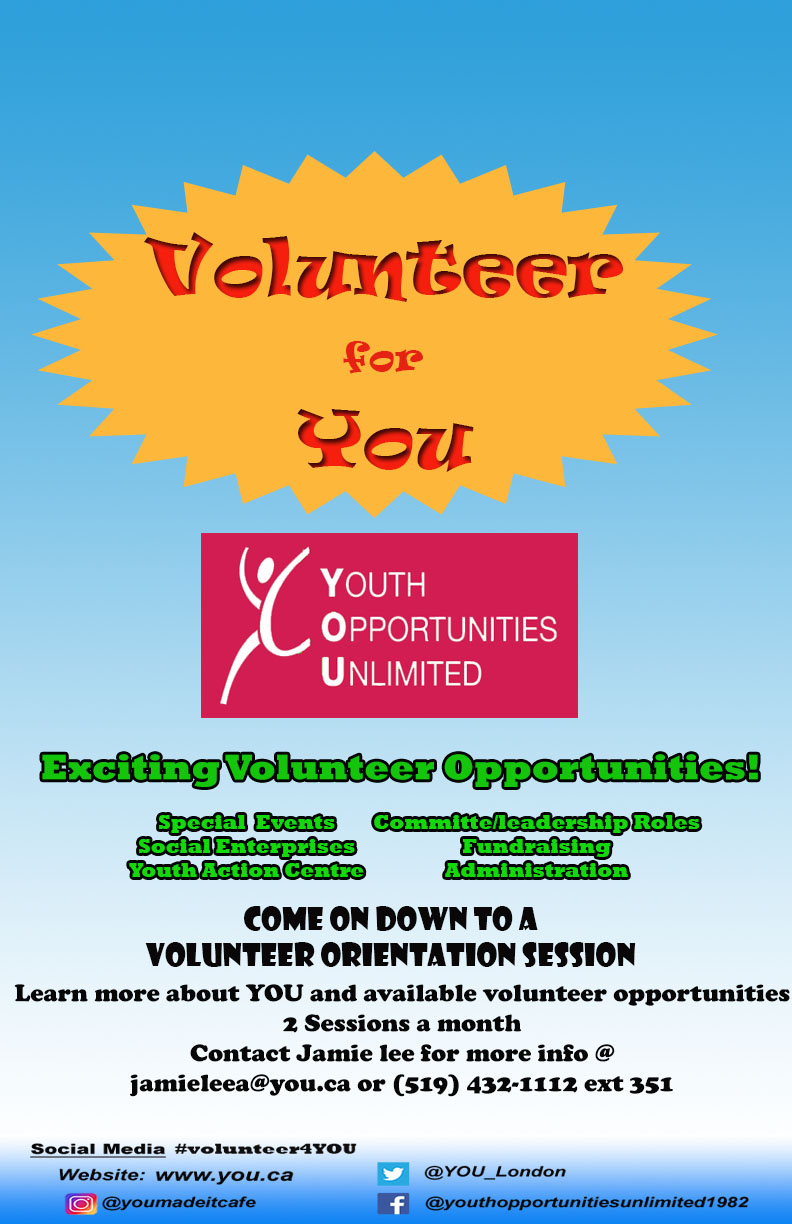 Volunteer
for
You
YOUTH
OPPORTUNITIES
UNLIMITED
Exciting Volunteer Opportunities!
Special Events
Social Enterprises
Youth Action Centre
Committe/leadership Roles
Fundraising
Administration
COME ON DOWN TO A
VOLUNTEER ORIENTATION SESSION
Learn more about YOU and available volunteer opportunities
2 Sessions a month
Contact Jamie lee for more info @
jamieleea@you.ca or (519) 432-1112 ext 351
Social Media #volunteer4YOU
Website: www.you.ca
@YOU_London
@youmadeitcafe
@youthopportunitiesunlimited1982